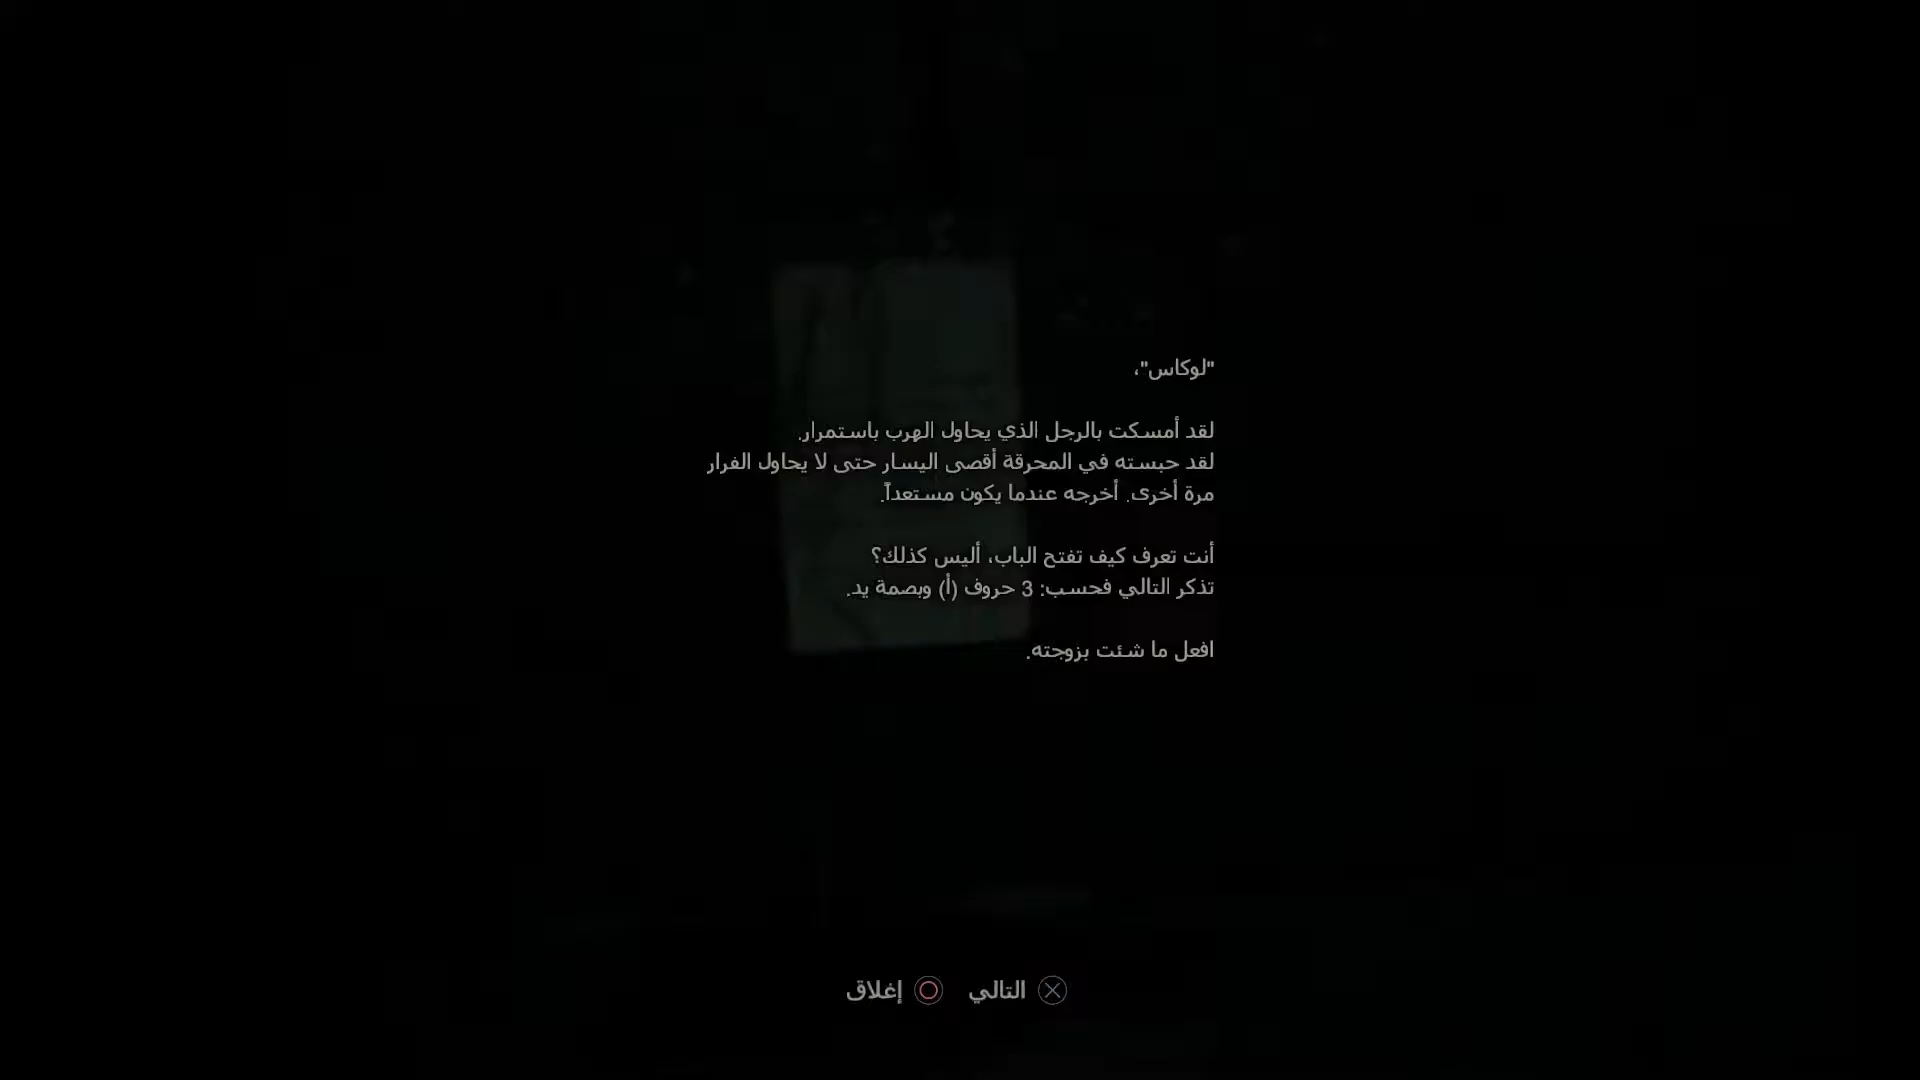 "لوكاس"،
لقد أمسكت بالرجل الذي يحاول الهرب باستمرار.
لقد حبسته في المحرقة أقصى اليسار حتى لا يحاول الفرار
مرة أخرى. أخرجه عندما يكون مستعداً.
أنت تعرف كيف تفتح الباب، أليس كذلك؟
تذكر التالي فحسب: 3 حروف (أ) وبصمة يد.
افعل ما شئت بزوجته.
التالي إغلاق